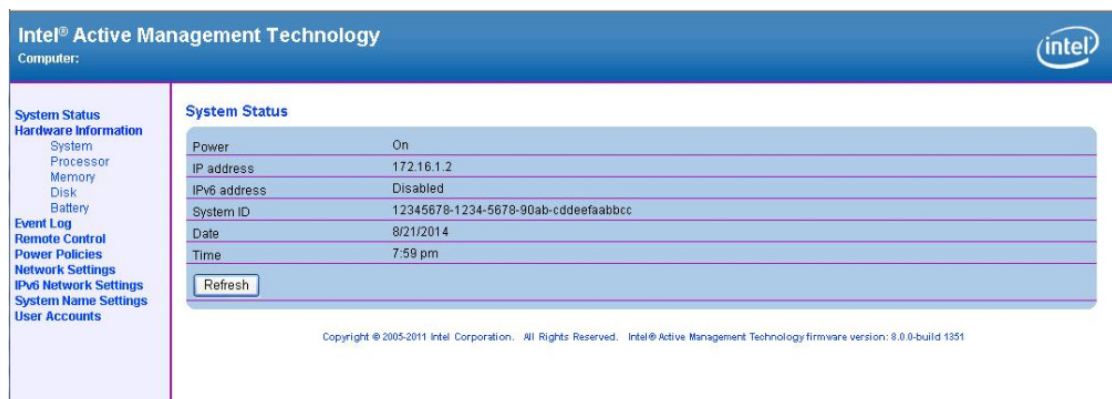 Intel® Active Management Technology
Computer:
intel
System Status
Hardware Information
System
Processor
Memory
Disk
Battery
Event Log
Remote Control
Power Policies
Network Settings
IPv6 Network Settings
System Name Settings
User Accounts
System Status
Power On
IP address 172.16.1.2
IPv6 address Disabled
System ID 12345678-1234-5678-90ab-cddeefaabbcc
Date 8/21/2014
Time 7:59 pm
Refresh
Copyright © 2005-2011 Intel Corporation. All Rights Reserved. Intel® Active Management Technology firmware version: 8.0.0-build 1351